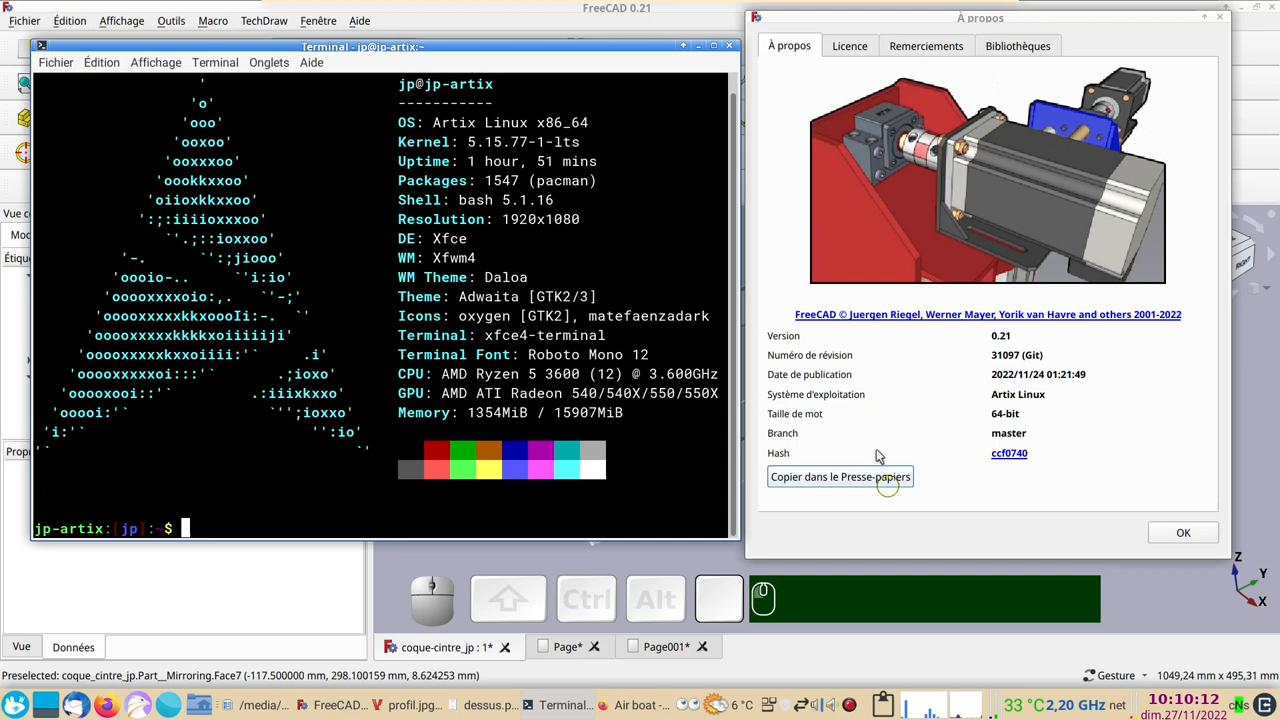 FreeCAD 0.21
Fichier Édition Affichage Outils Macro TechDraw Fenêtre Aide
Terminal - jp@jp-artix:~
Fichier Édition Affichage Terminal Onglets Aide
jp@jp-artix
-----------
OS: Artix Linux x86_64
Kernel: 5.15.77-1-lts
Uptime: 1 hour, 51 mins
Packages: 1547 (pacman)
Shell: bash 5.1.16
Resolution: 1920x1080
DE: Xfce
WM: Xfwm4
WM Theme: Daloa
Theme: Adwaita [GTK2/3]
Icons: oxygen [GTK2], matefaenzadark
Terminal: xfce4-terminal
Terminal Font: Roboto Mono 12
CPU: AMD Ryzen 5 3600 (12) @ 3.600GHz
GPU: AMD ATI Radeon 540/540X/550/550X
Memory: 1354MiB / 15907MiB
jp-artix:[jp]:~$
À propos
À propos Licence Remerciements Bibliothèques
FreeCAD © Juergen Riegel, Werner Mayer, Yorik van Havre and others 2001-2022
Version 0.21
Numéro de révision 31097 (Git)
Date de publication 2022/11/24 01:21:49
Système d'exploitation Artix Linux
Taille de mot 64-bit
Branch master
Hash ccf0740
Copier dans le Presse-papiers
OK
RIGHT
Z
Y
X
Ctrl Alt
Vue Données
coque-cintre_jp : 1* Page* Page001*
Preselected: coque_cintre_jp.Part__Mirroring.Face7 (-117.500000 mm, 298.100159 mm, 8.624253 mm)
Gesture 1049,24 mm x 495,31 mm
/media/... FreeCAD... profil.jpg... dessus.p... Terminal... Air boat -... 6 °C 33 °C 2,20 GHz net 10:10:12
dim.27/11/2022